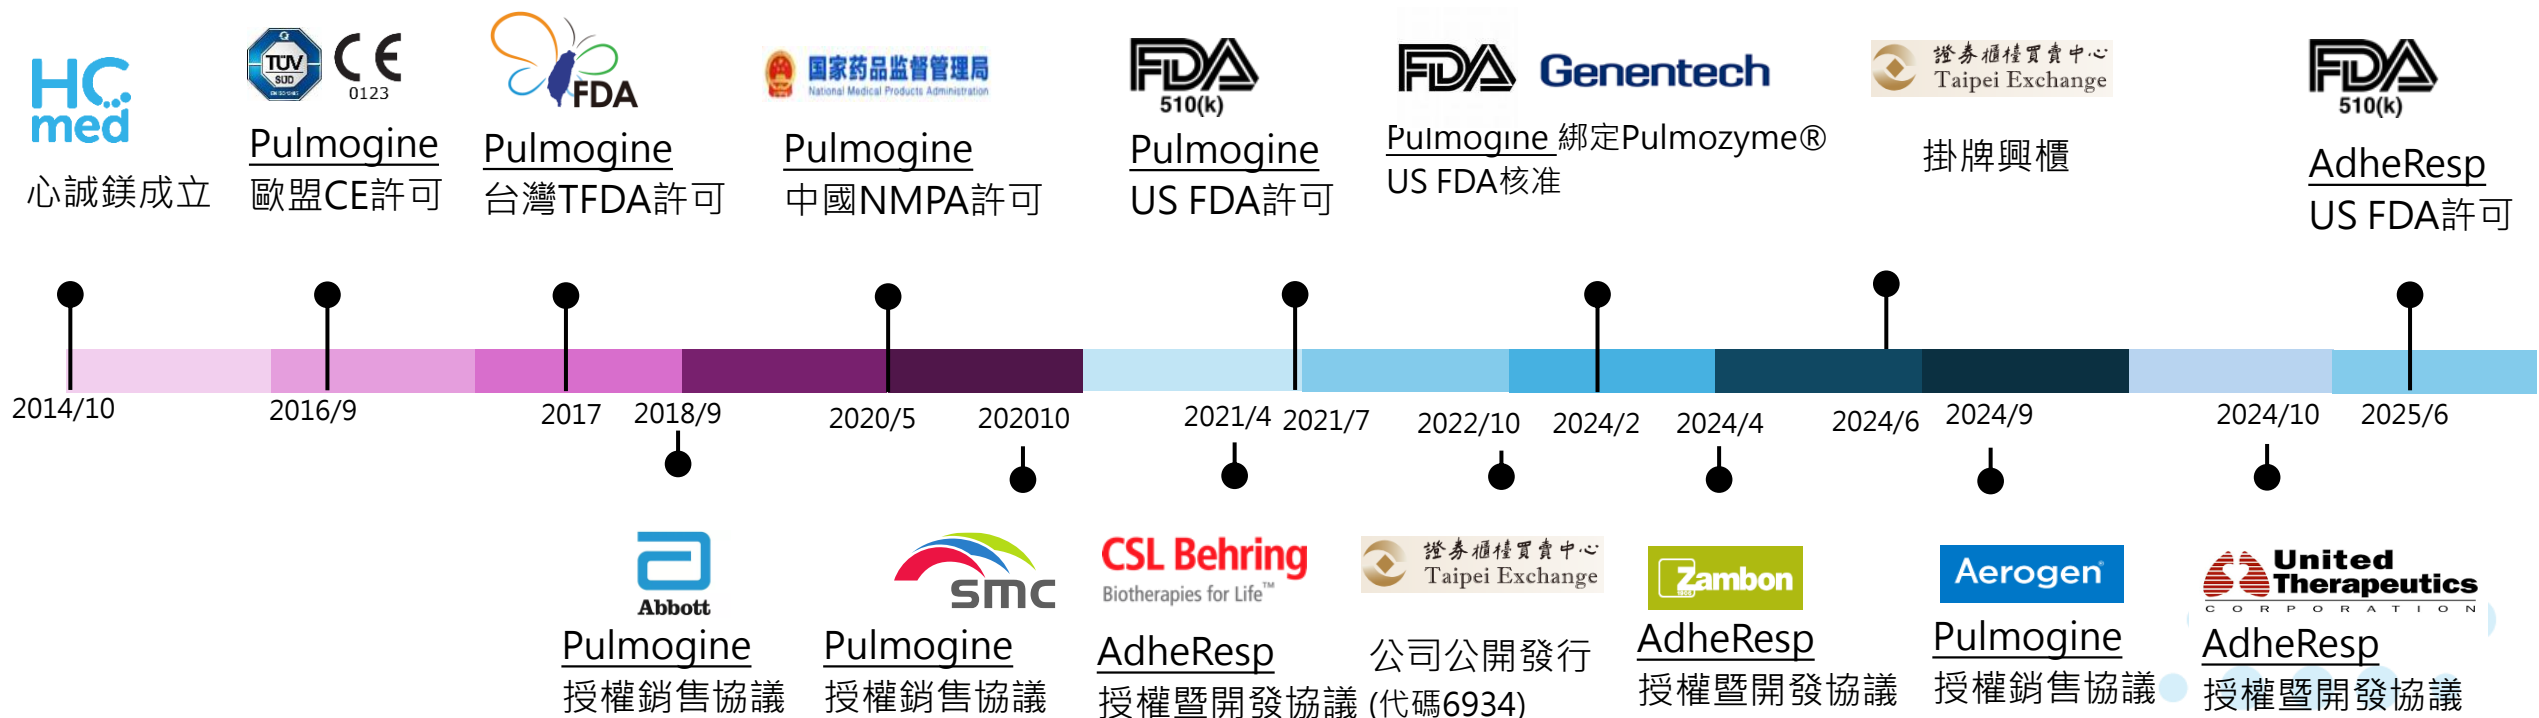 HC
med
心誠鎂成立
TÜV
SÜD
CE
0123
Pulmogine
歐盟CE許可
FDA
Pulmogine
台灣TFDA許可
国家药品监督管理局
National Medical Products Administration
Pulmogine
中國NMPA許可
FDA
510(k)
Pulmogine
US FDA許可
FDA
Genentech
Pulmogine 綁定Pulmozyme®
US FDA核准
證券櫃檯買賣中心
Taipei Exchange
掛牌興櫃
FDA
510(k)
AdheResp
US FDA許可
2014/10
2016/9
2017
2018/9
2020/5
202010
2021/4
2021/7
2022/10
2024/2
2024/4
2024/6
2024/9
2024/10
2025/6
Abbott
Pulmogine
授權銷售協議
smc
Pulmogine
授權銷售協議
CSL Behring
Biotherapies for Life™
AdheResp
授權暨開發協議
證券櫃檯買賣中心
Taipei Exchange
公司公開發行
(代碼6934)
Zambon
AdheResp
授權暨開發協議
Aerogen
Pulmogine
授權銷售協議
United
Therapeutics
CORPORATION
AdheResp
授權暨開發協議